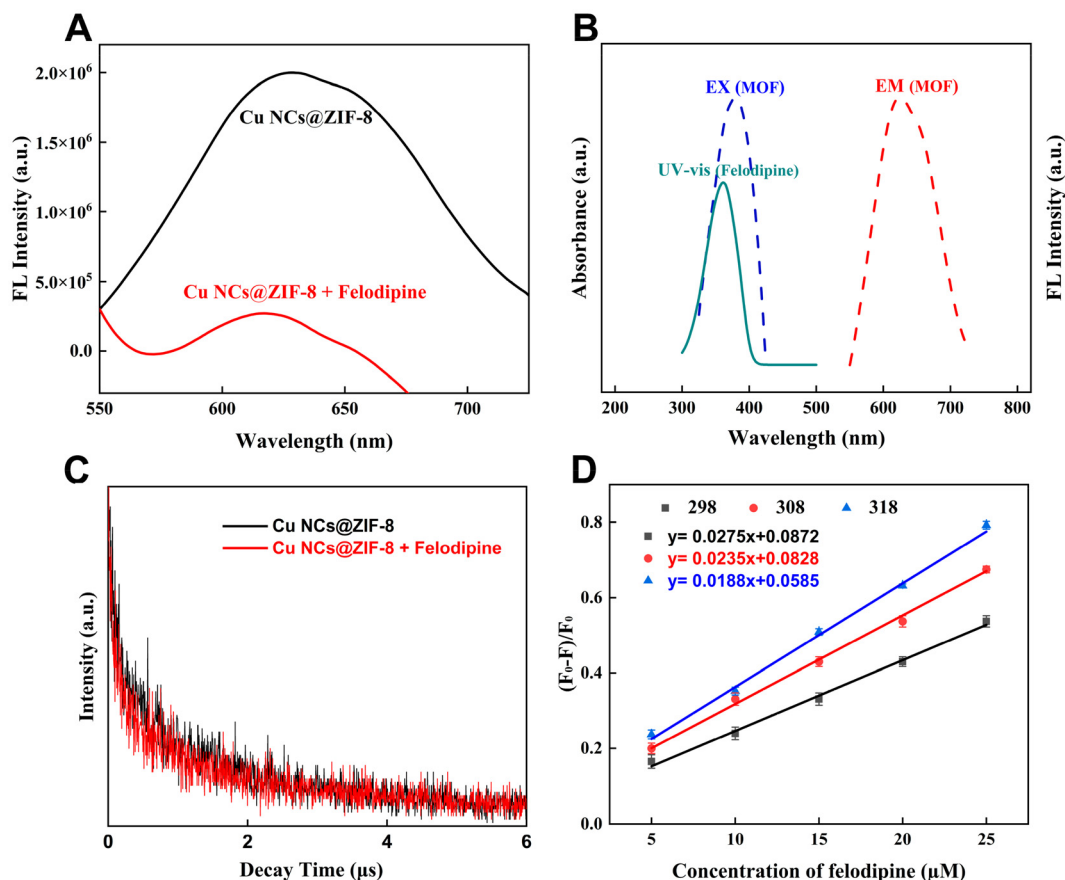 A
2.0×10⁶
1.5×10⁶
1.0×10⁶
5.0×10⁵
0.0
FL Intensity (a.u.)
Cu NCs@ZIF-8
Cu NCs@ZIF-8 + Felodipine
550
600
650
700
Wavelength (nm)
B
Absorbance (a.u.)
FL Intensity (a.u.)
EX (MOF)
EM (MOF)
UV-vis (Felodipine)
200
300
400
500
600
700
800
Wavelength (nm)
C
Intensity (a.u.)
Cu NCs@ZIF-8
Cu NCs@ZIF-8 + Felodipine
0
2
4
6
Decay Time (μs)
D
(F₀-F)/F₀
0.8
0.6
0.4
0.2
0.0
298 308 318
y= 0.0275x+0.0872
y= 0.0235x+0.0828
y= 0.0188x+0.0585
5
10
15
20
25
Concentration of felodipine (μM)